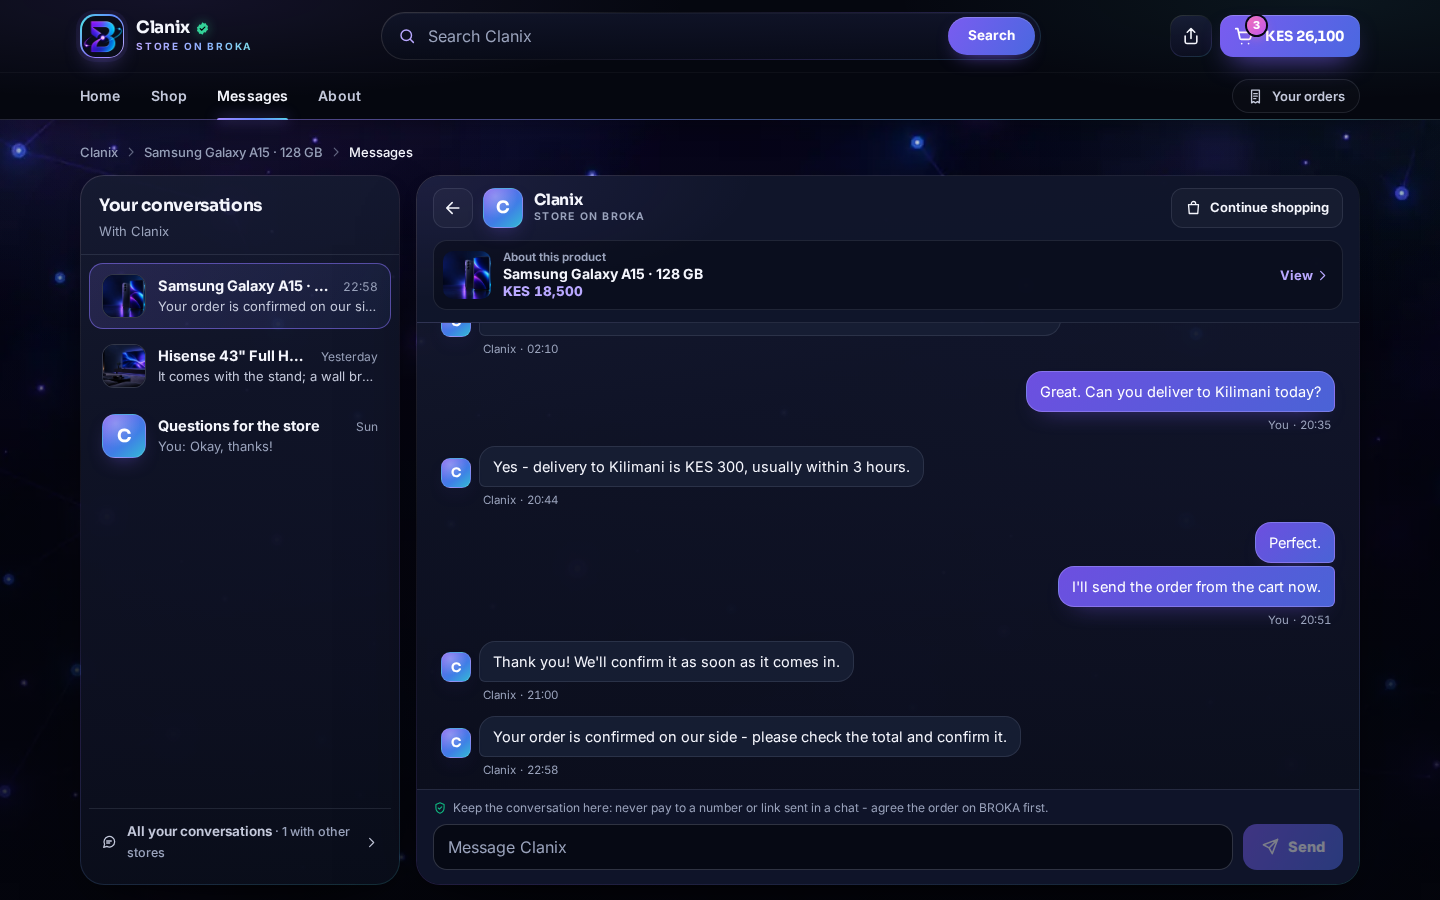 Clanix
STORE ON BROKA
Search Clanix
Search
3
KES 26,100
Home
Shop
Messages
About
Your orders
Clanix
Samsung Galaxy A15 · 128 GB
Messages
Your conversations
With Clanix
Samsung Galaxy A15 · ...
22:58
Your order is confirmed on our si...
Hisense 43" Full H...
Yesterday
It comes with the stand; a wall br...
C
Questions for the store
Sun
You: Okay, thanks!
All your conversations · 1 with other
stores
C
Clanix
STORE ON BROKA
Continue shopping
About this product
Samsung Galaxy A15 · 128 GB
KES 18,500
View
Clanix · 02:10
Great. Can you deliver to Kilimani today?
You · 20:35
C
Yes - delivery to Kilimani is KES 300, usually within 3 hours.
Clanix · 20:44
Perfect.
I'll send the order from the cart now.
You · 20:51
C
Thank you! We'll confirm it as soon as it comes in.
Clanix · 21:00
C
Your order is confirmed on our side - please check the total and confirm it.
Clanix · 22:58
Keep the conversation here: never pay to a number or link sent in a chat - agree the order on BROKA first.
Message Clanix
Send